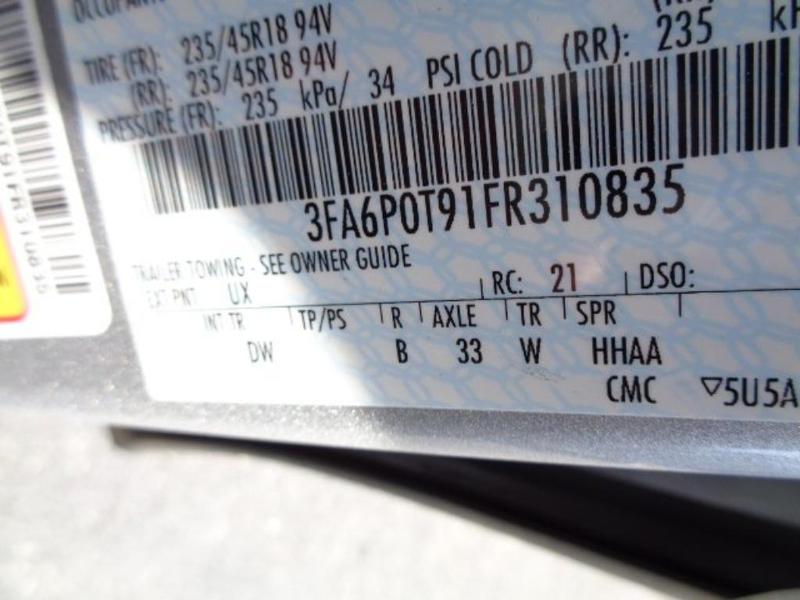 TIRE (FR): 235/45R18 94V
(RR): 235/45R18 94V
PRESSURE (FR): 235 kPa/ 34 PSI COLD (RR): 235
3FA6P0T91FR310835
TRAILER TOWING - SEE OWNER GUIDE
EXT PNT UX RC: 21 DSO:
INT TR TP/PS R AXLE TR SPR
DW B 33 W HHAA
CMC ▽5U5A